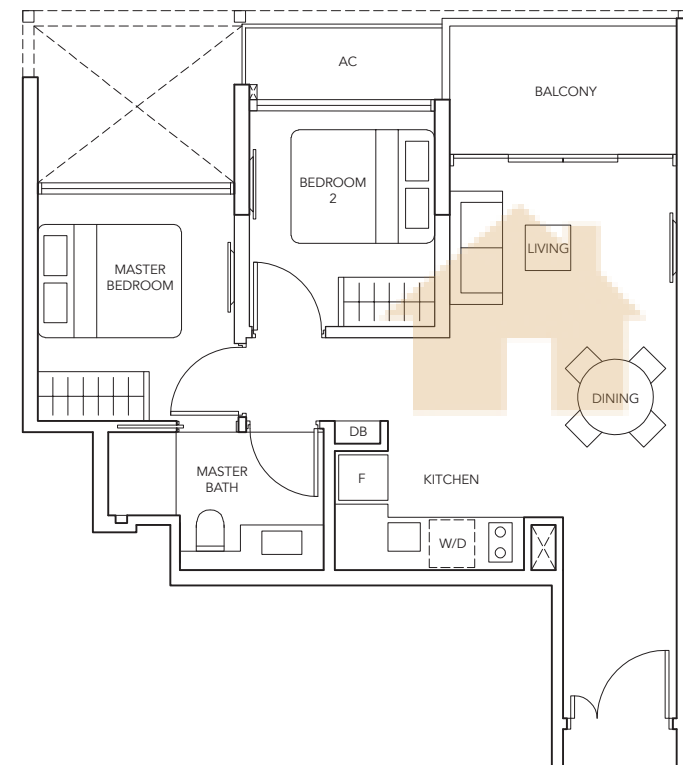 AC
BALCONY
BEDROOM
2
LIVING
MASTER
BEDROOM
DINING
DB
MASTER
BATH
F
KITCHEN
W/D